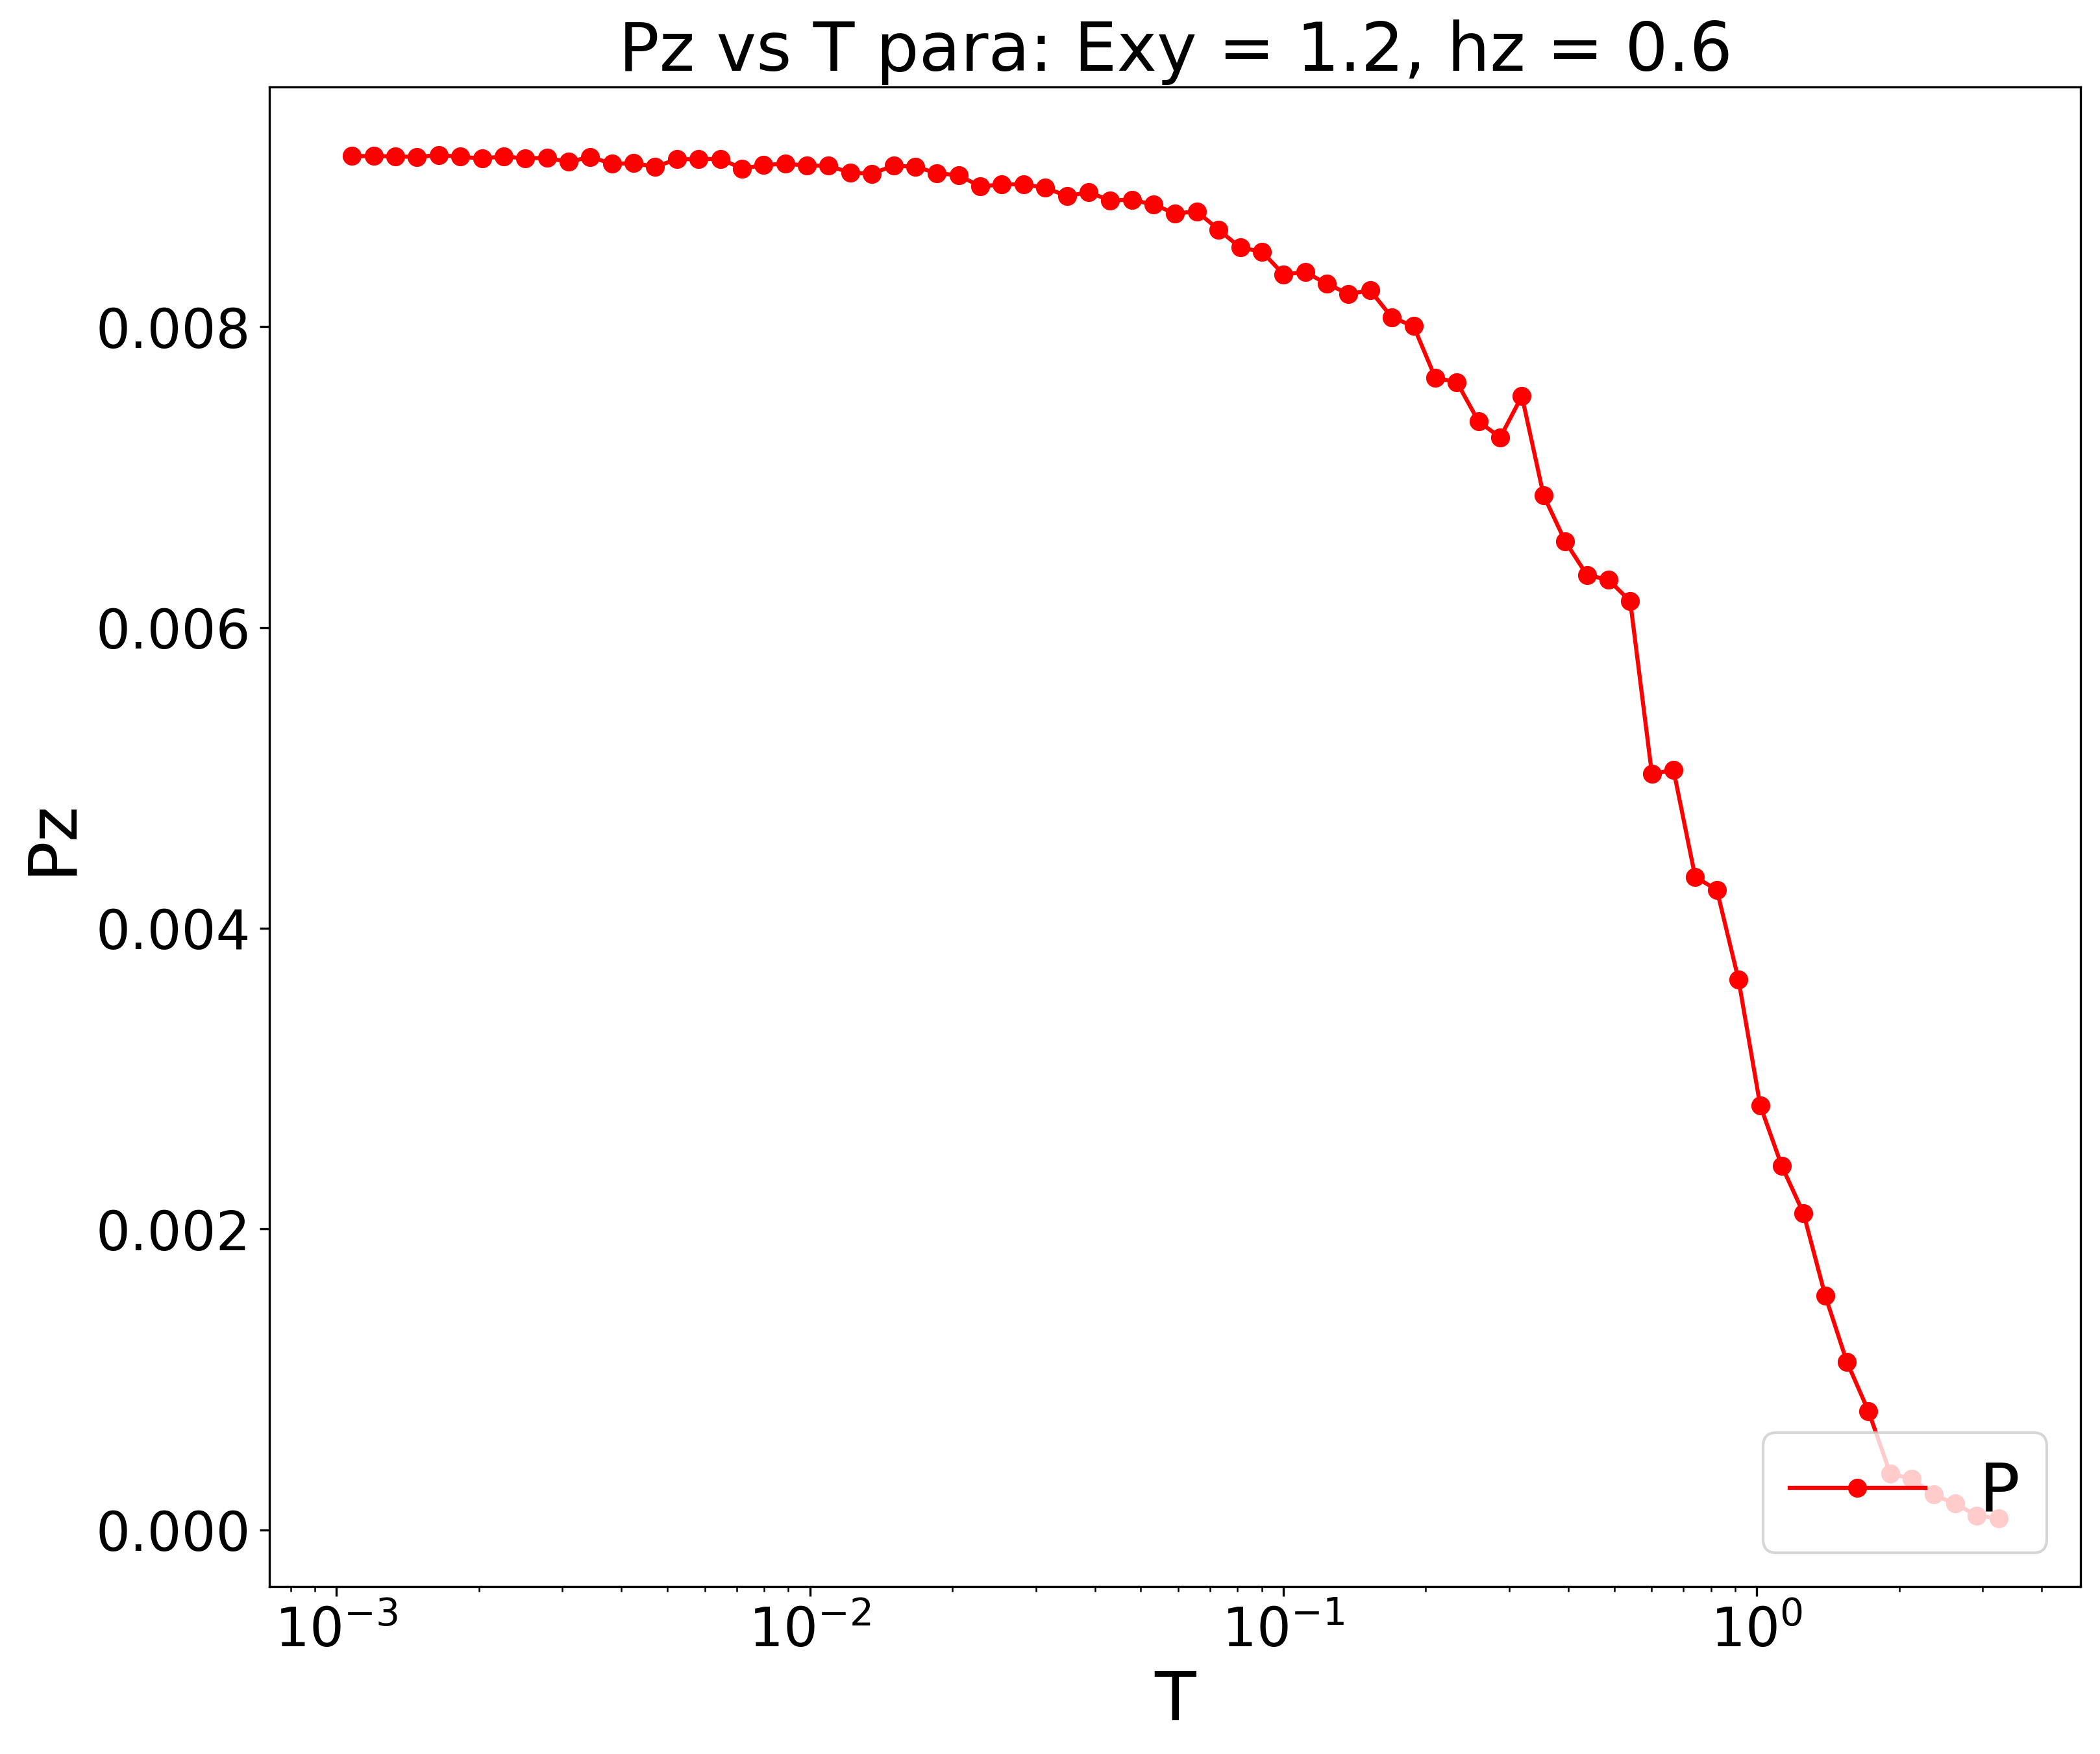 Pz vs T para: Exy = 1.2, hz = 0.6
Pz
0.008
0.006
0.004
0.002
0.000
P
10⁻³ 10⁻² 10⁻¹ 10⁰
T